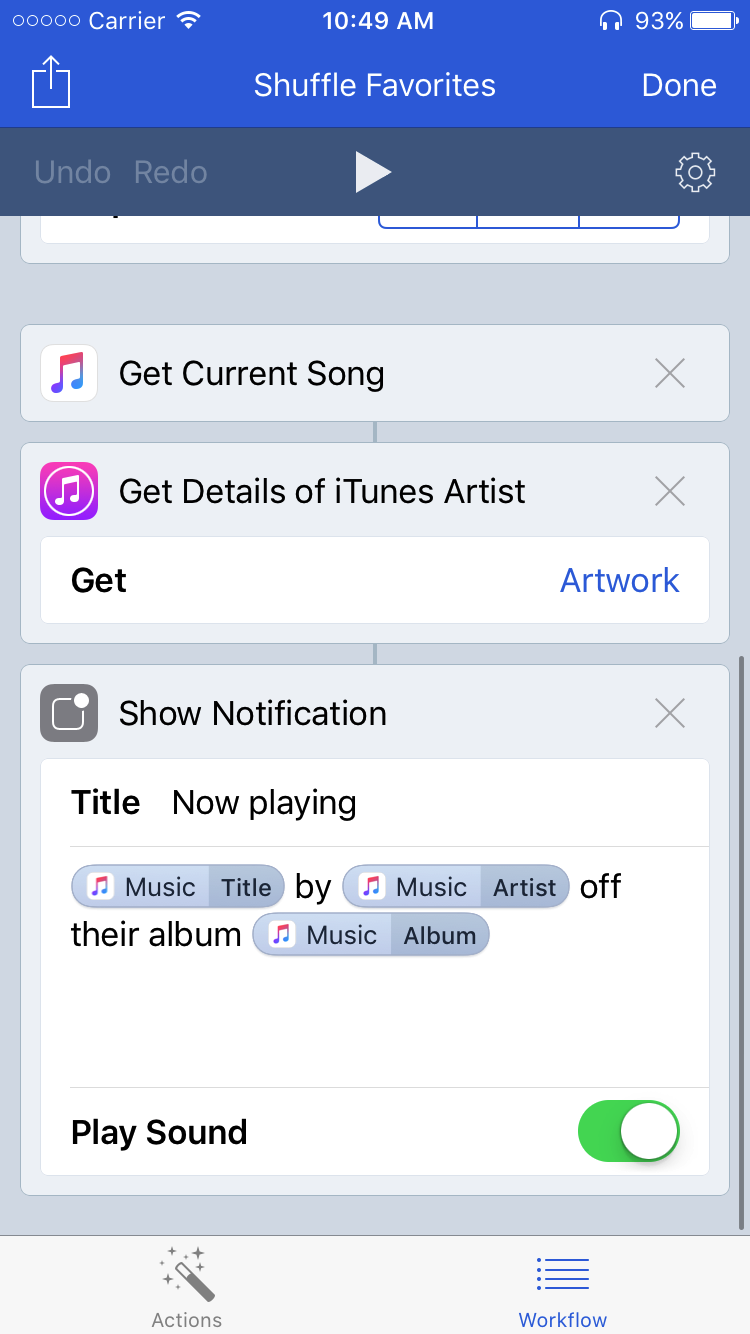 Carrier 10:49 AM 93%
Shuffle Favorites Done
Undo Redo
Get Current Song
Get Details of iTunes Artist
Get Artwork
Show Notification
Title Now playing
Music Title by Music Artist off
their album Music Album
Play Sound
Actions Workflow